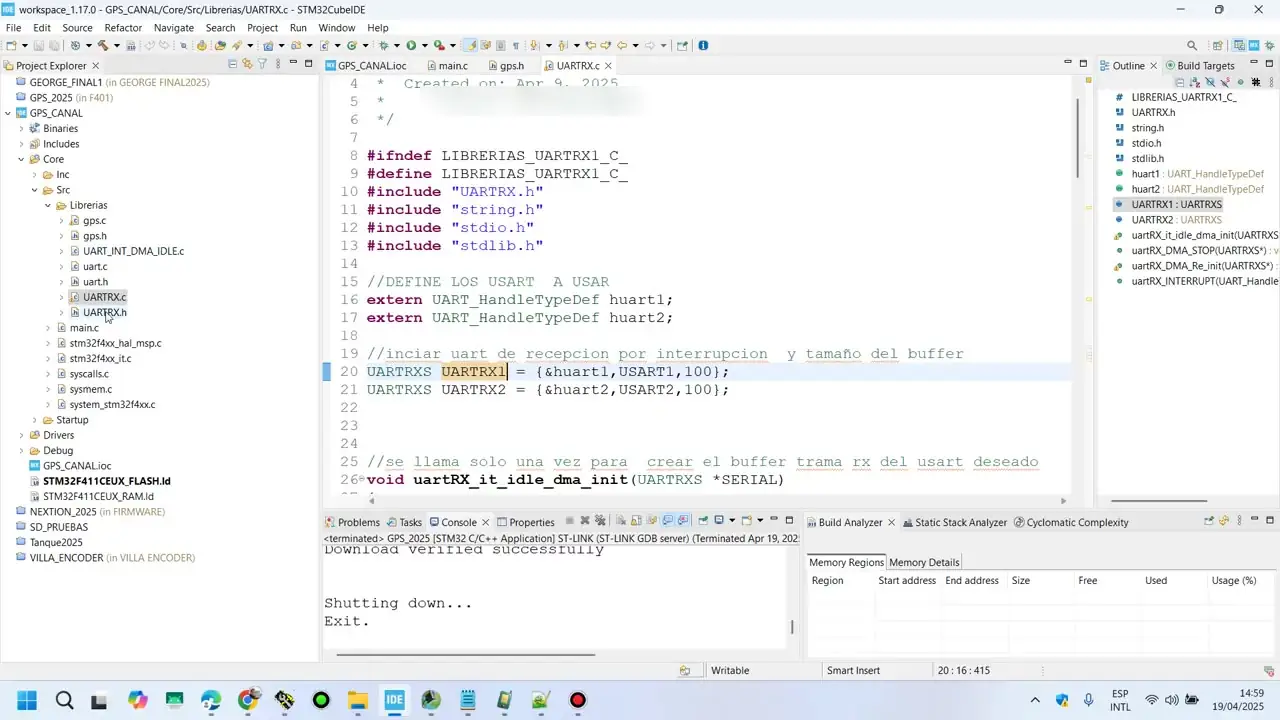 workspace_1.17.0 - GPS_CANAL/Core/Src/Librerias/UARTRX.c - STM32CubeIDE
File Edit Source Refactor Navigate Search Project Run Window Help
Project Explorer
GEORGE_FINAL1 (in GEORGE FINAL2025)
GPS_2025 (in F401)
GPS_CANAL
Binaries
Includes
Core
Inc
Src
Librerias
gps.c
gps.h
UART_INT_DMA_IDLE.c
uart.c
uart.h
UARTRX.c
UARTRX.h
main.c
stm32f4xx_hal_msp.c
stm32f4xx_it.c
syscalls.c
sysmem.c
system_stm32f4xx.c
Startup
Drivers
Debug
GPS_CANAL.ioc
STM32F411CEUX_FLASH.ld
STM32F411CEUX_RAM.ld
NEXTION_2025 (in FIRMWARE)
SD_PRUEBAS
Tanque2025
VILLA_ENCODER (in VILLA ENCODER)
GPS_CANAL.ioc main.c gps.h UARTRX.c
4 * Created on: Apr 9, 2025
5 *
6 */
7
8 #ifndef LIBRERIAS_UARTRX1_C_
9 #define LIBRERIAS_UARTRX1_C_
10 #include "UARTRX.h"
11 #include "string.h"
12 #include "stdio.h"
13 #include "stdlib.h"
14
15 //DEFINE LOS USART A USAR
16 extern UART_HandleTypeDef huart1;
17 extern UART_HandleTypeDef huart2;
18
19 //inciar uart de recepcion por interrupcion y tamaño del buffer
20 UARTRXS UARTRX1 = {&huart1,USART1,100};
21 UARTRXS UARTRX2 = {&huart2,USART2,100};
22
23
24
25 //se llama solo una vez para crear el buffer trama rx del usart deseado
26 void uartRX_it_idle_dma_init(UARTRXS *SERIAL)
Outline Build Targets
LIBRERIAS_UARTRX1_C_
UARTRX.h
string.h
stdio.h
stdlib.h
huart1 : UART_HandleTypeDef
huart2 : UART_HandleTypeDef
UARTRX1 : UARTRXS
UARTRX2 : UARTRXS
uartRX_it_idle_dma_init(UARTRXS
uartRX_DMA_STOP(UARTRXS*) : v
uartRX_DMA_Re_init(UARTRXS*) :
uartRX_INTERRUPT(UART_Handle
Problems Tasks Console Properties
<terminated> GPS_2025 [STM32 C/C++ Application] ST-LINK (ST-LINK GDB server) (Terminated Apr 19, 202
Download verified successfully
Shutting down...
Exit.
Build Analyzer Static Stack Analyzer Cyclomatic Complexity
Memory Regions Memory Details
Region Start address End address Size Free Used Usage (%)
Writable Smart Insert 20 : 16 : 415
IDE
ESP
INTL
14:59
19/04/2025